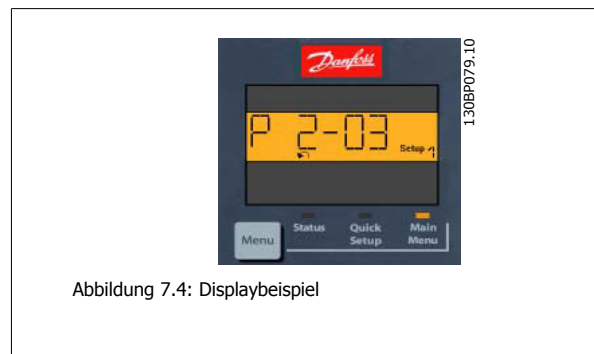 Danfoss
130BP079.10
P 2-03
Setup 1
Status Quick Setup Main Menu
Menu
Abbildung 7.4: Displaybeispiel